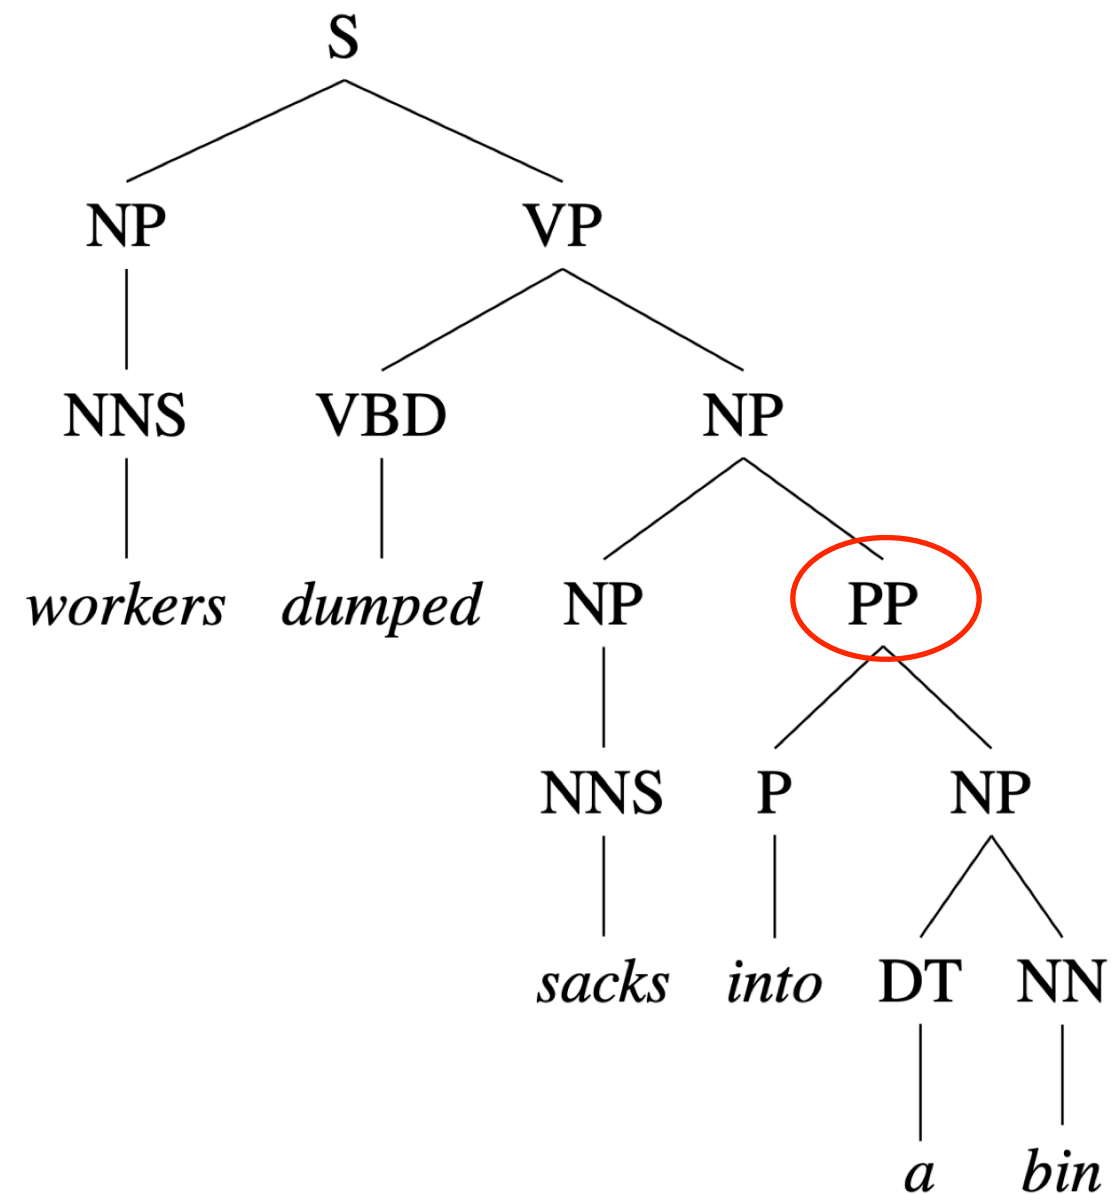 S
NP VP
NNS VBD NP
workers dumped NP PP
NNS P NP
sacks into DT NN
a bin